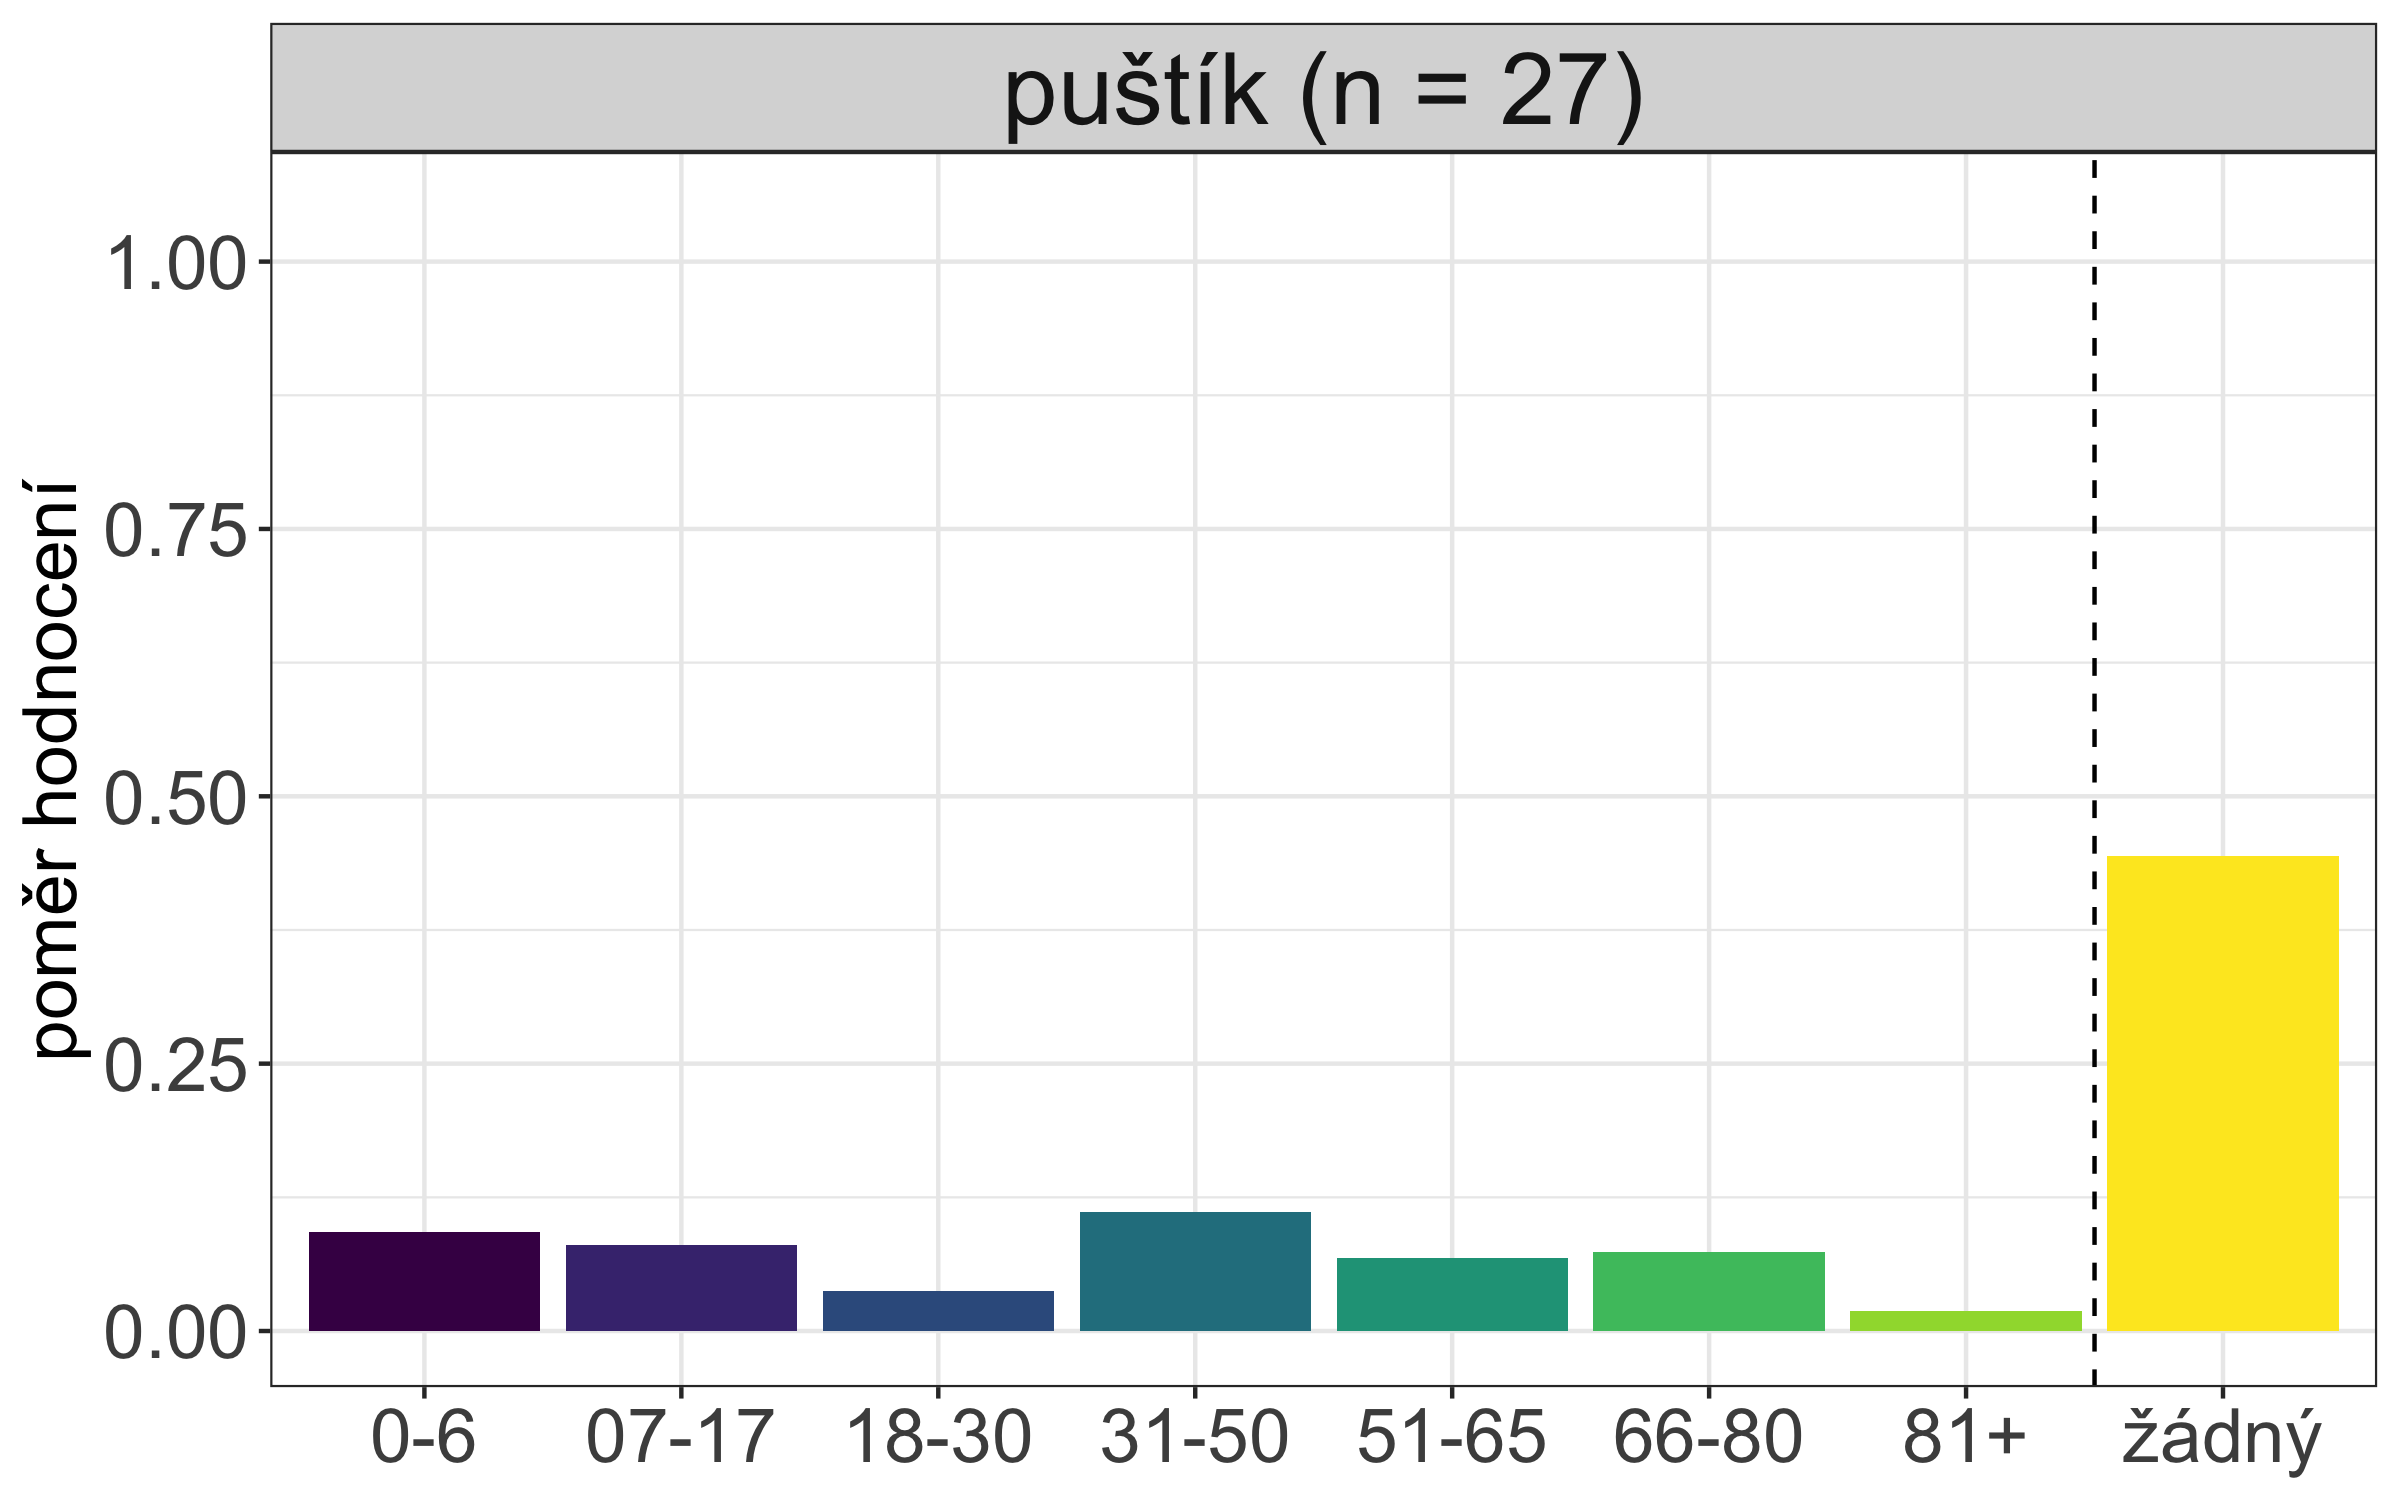 puštík (n = 27)
poměr hodnocení
1.00
0.75
0.50
0.25
0.00
0-6 07-17 18-30 31-50 51-65 66-80 81+ žádný